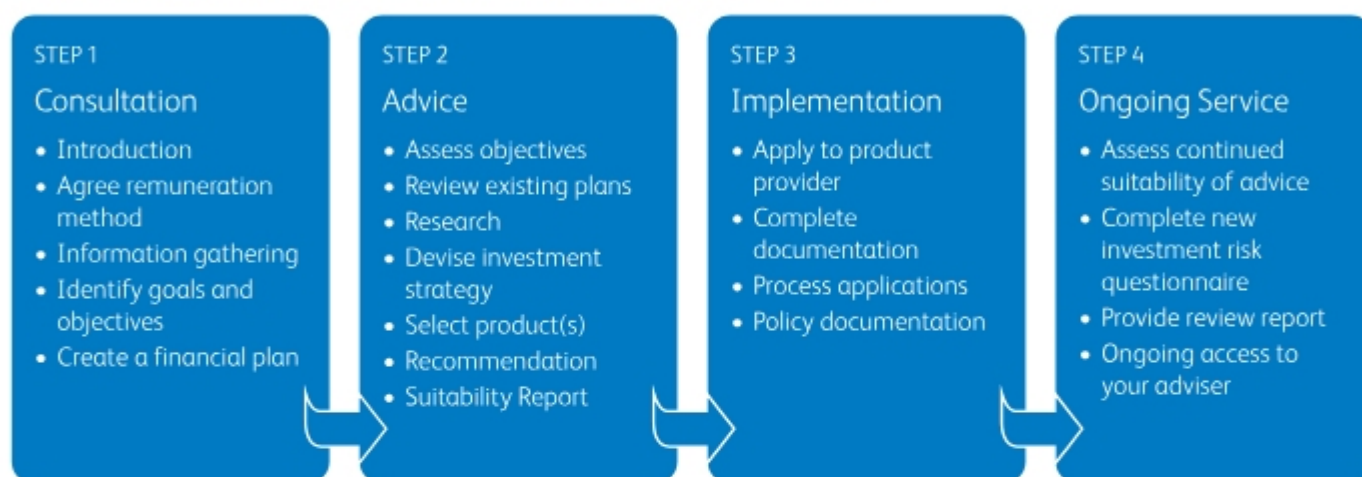 STEP 1
Consultation
• Introduction
• Agree remuneration
method
• Information gathering
• Identify goals and
objectives
• Create a financial plan
STEP 2
Advice
• Assess objectives
• Review existing plans
• Research
• Devise investment
strategy
• Select product(s)
• Recommendation
• Suitability Report
STEP 3
Implementation
• Apply to product
provider
• Complete
documentation
• Process applications
• Policy documentation
STEP 4
Ongoing Service
• Assess continued
suitability of advice
• Complete new
investment risk
questionnaire
• Provide review report
• Ongoing access to
your adviser